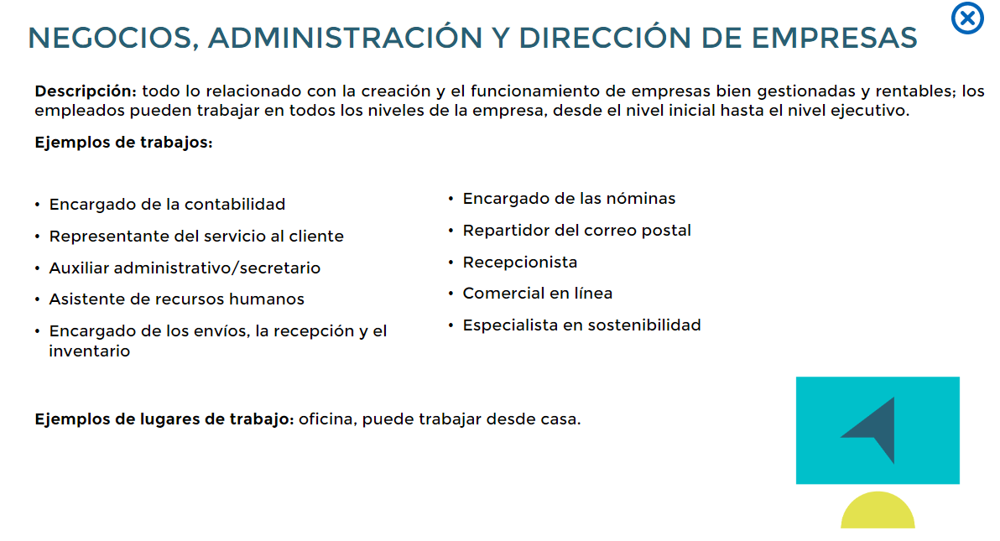 NEGOCIOS, ADMINISTRACIÓN Y DIRECCIÓN DE EMPRESAS
Descripción: todo lo relacionado con la creación y el funcionamiento de empresas bien gestionadas y rentables; los
empleados pueden trabajar en todos los niveles de la empresa, desde el nivel inicial hasta el nivel ejecutivo.
Ejemplos de trabajos:
• Encargado de la contabilidad
• Representante del servicio al cliente
• Auxiliar administrativo/secretario
• Asistente de recursos humanos
• Encargado de los envíos, la recepción y el
inventario
• Encargado de las nóminas
• Repartidor del correo postal
• Recepcionista
• Comercial en línea
• Especialista en sostenibilidad
Ejemplos de lugares de trabajo: oficina, puede trabajar desde casa.